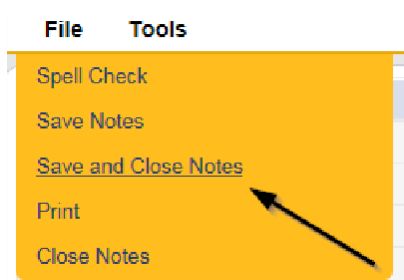 File Tools
Spell Check
Save Notes
Save and Close Notes
Print
Close Notes